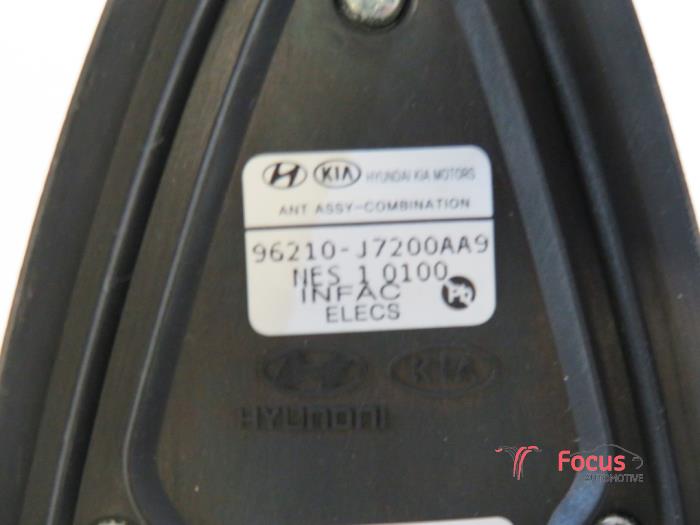 KIA HYUNDAI KIA MOTORS
ANT ASSY-COMBINATION
96210-J7200AA9
NES 1 0100
INFAC
Pb
ELECS
KIA
HYUNDAI
Focus
AUTOMOTIVE